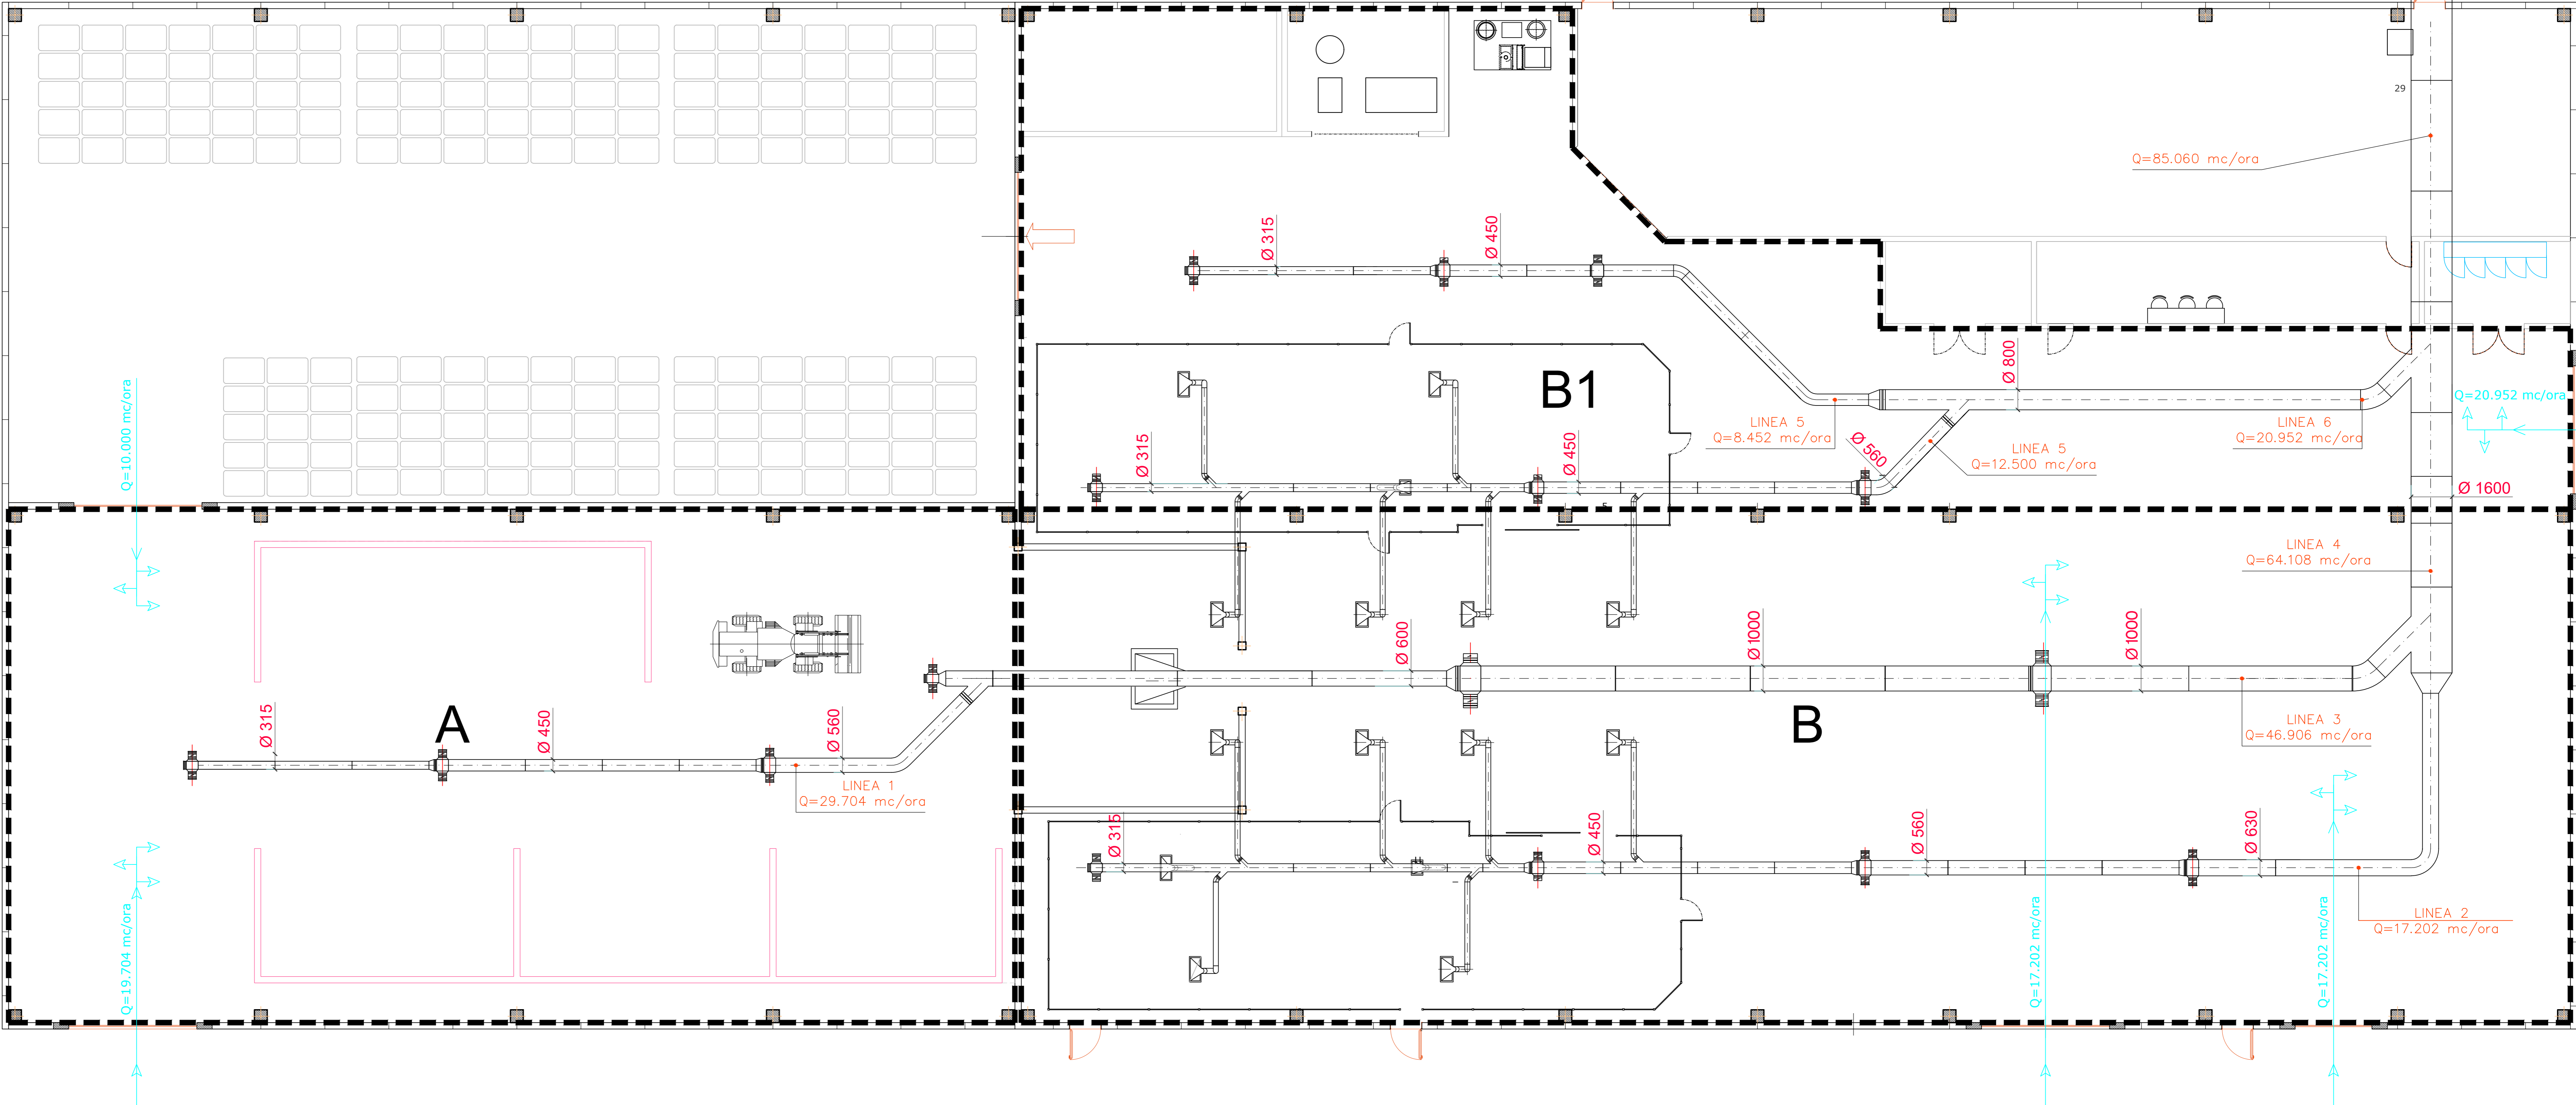 29
Q=85.060 mc/ora
Ø 315
Ø 450
Ø 800
B1
Q=10.000 mc/ora
LINEA 5
Q=8.452 mc/ora
LINEA 6
Q=20.952 mc/ora
Q=20.952 mc/ora
Ø 315
Ø 450
Ø 560
LINEA 5
Q=12.500 mc/ora
Ø 1600
LINEA 4
Q=64.108 mc/ora
Ø 600
Ø 1000
Ø 1000
A
B
Ø 315
Ø 450
Ø 560
LINEA 3
Q=46.906 mc/ora
LINEA 1
Q=29.704 mc/ora
Ø 315
Ø 450
Ø 560
Ø 630
Q=19.704 mc/ora
Q=17.202 mc/ora
Q=17.202 mc/ora
LINEA 2
Q=17.202 mc/ora